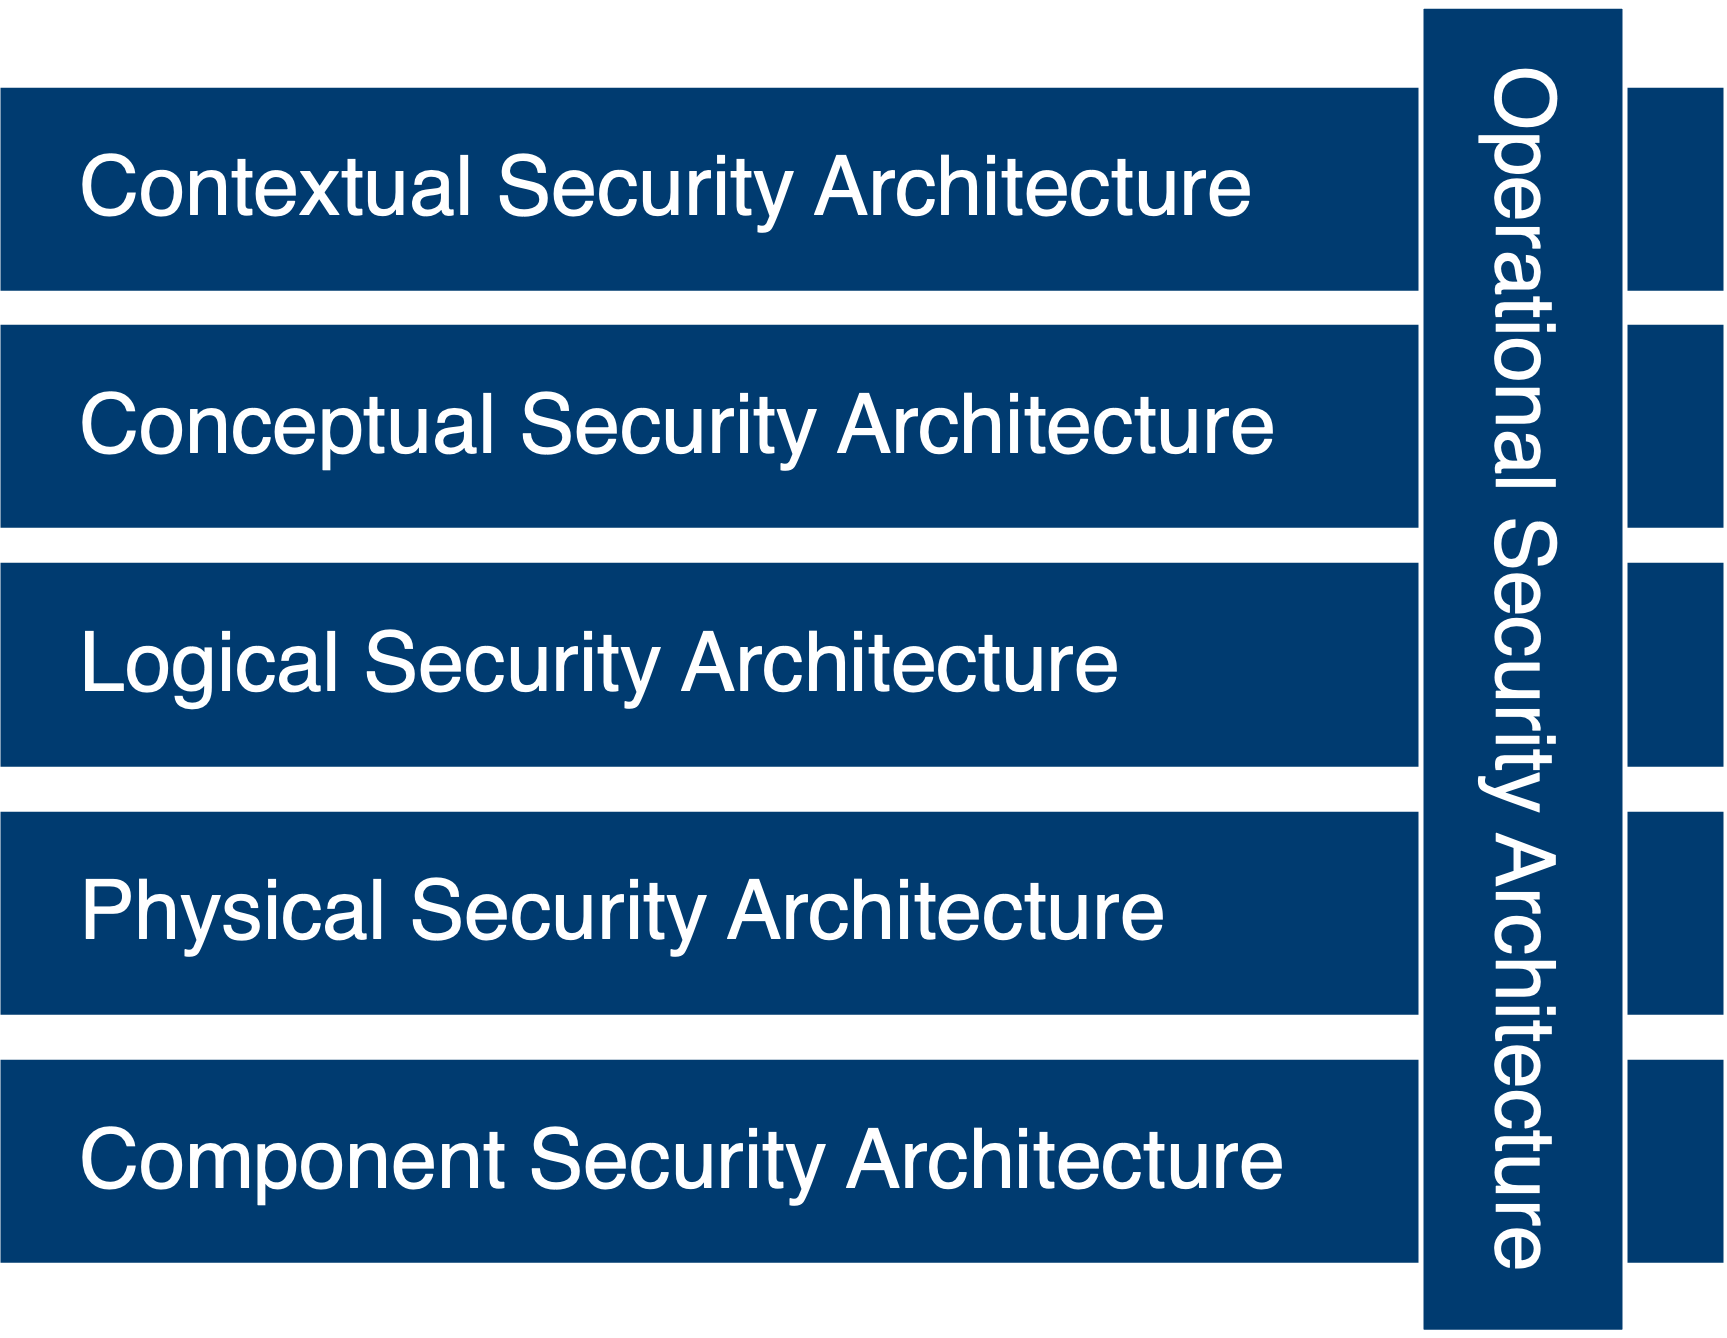 Contextual Security Architecture
Conceptual Security Architecture
Logical Security Architecture
Physical Security Architecture
Component Security Architecture
Operational Security Architecture